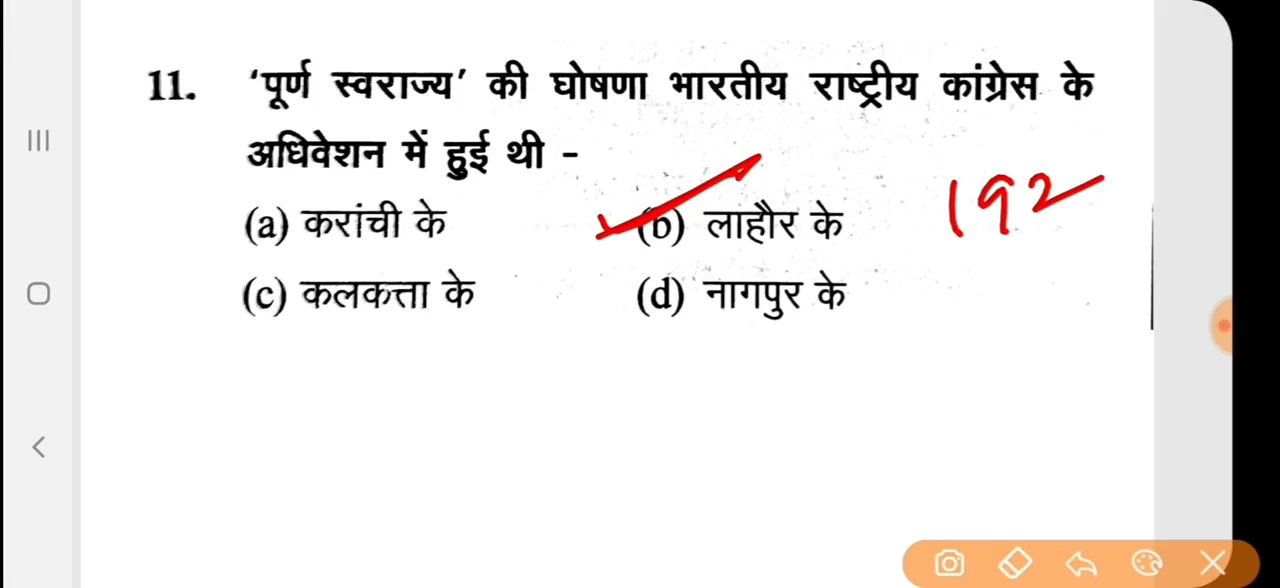 11. 'पूर्ण स्वराज्य' की घोषणा भारतीय राष्ट्रीय कांग्रेस के
अधिवेशन में हुई थी -
(a) करांची के (b) लाहौर के 192
(c) कलकत्ता के (d) नागपुर के